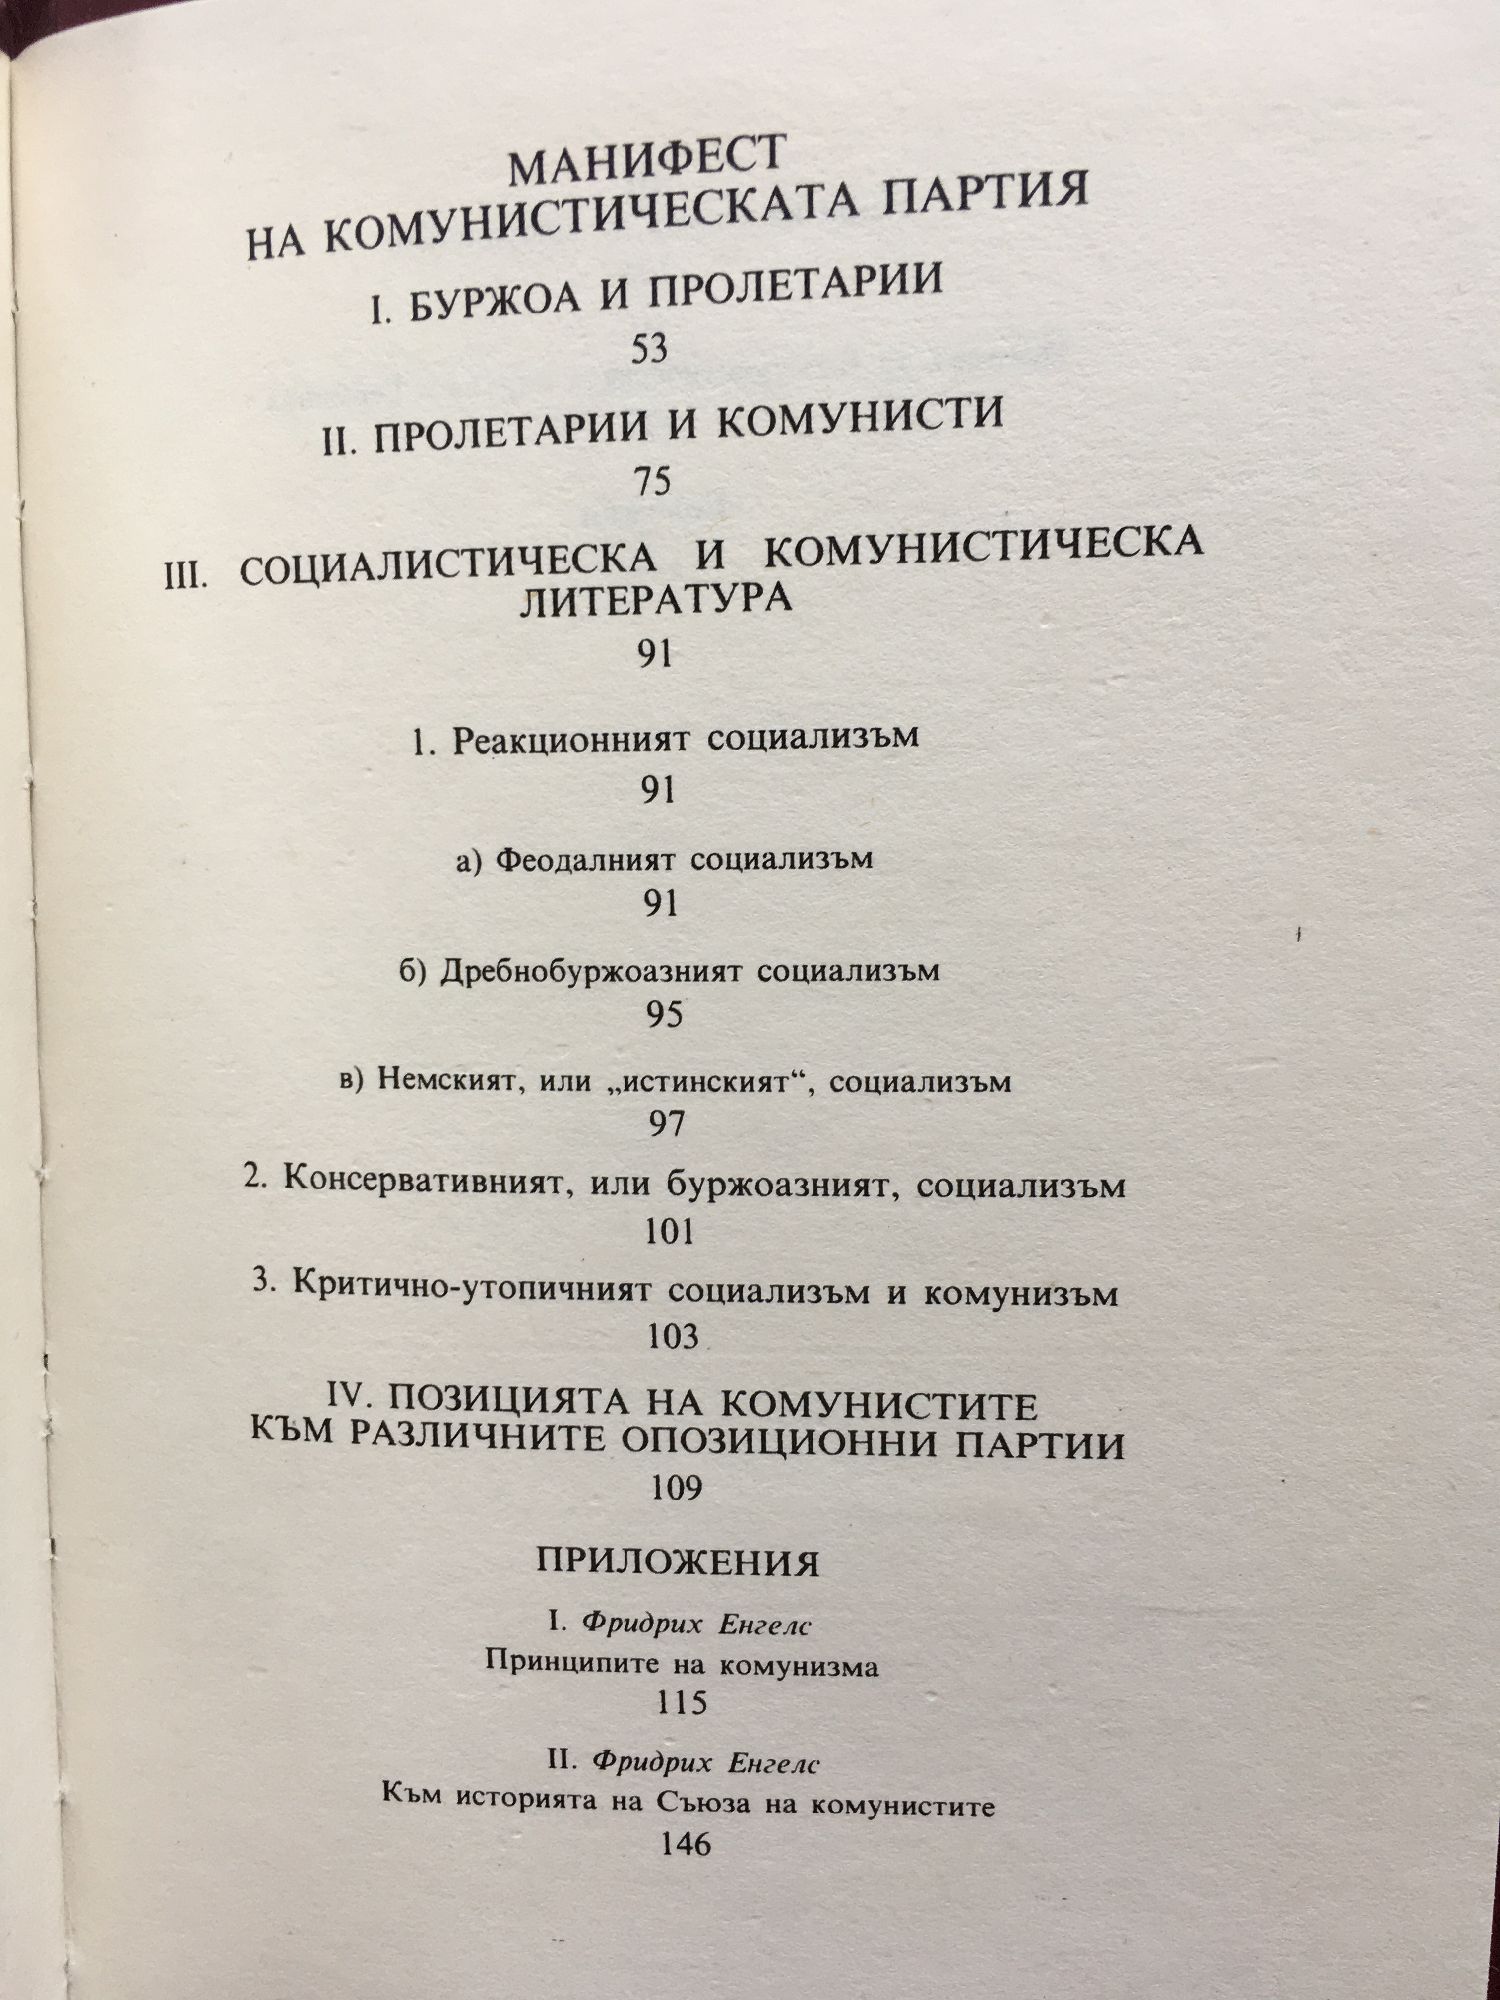 МАНИФЕСТ
НА КОМУНИСТИЧЕСКАТА ПАРТИЯ
I. БУРЖОА И ПРОЛЕТАРИИ
53
II. ПРОЛЕТАРИИ И КОМУНИСТИ
75
III. СОЦИАЛИСТИЧЕСКА И КОМУНИСТИЧЕСКА
ЛИТЕРАТУРА
91
1. Реакционният социализъм
91
а) Феодалният социализъм
91
б) Дребнобуржоазният социализъм
95
в) Немският, или „истинският“, социализъм
97
2. Консервативният, или буржоазният, социализъм
101
3. Критично-утопичният социализъм и комунизъм
103
IV. ПОЗИЦИЯТА НА КОМУНИСТИТЕ
КЪМ РАЗЛИЧНИТЕ ОПОЗИЦИОННИ ПАРТИИ
109
ПРИЛОЖЕНИЯ
I. Фридрих Енгелс
Принципите на комунизма
115
II. Фридрих Енгелс
Към историята на Съюза на комунистите
146